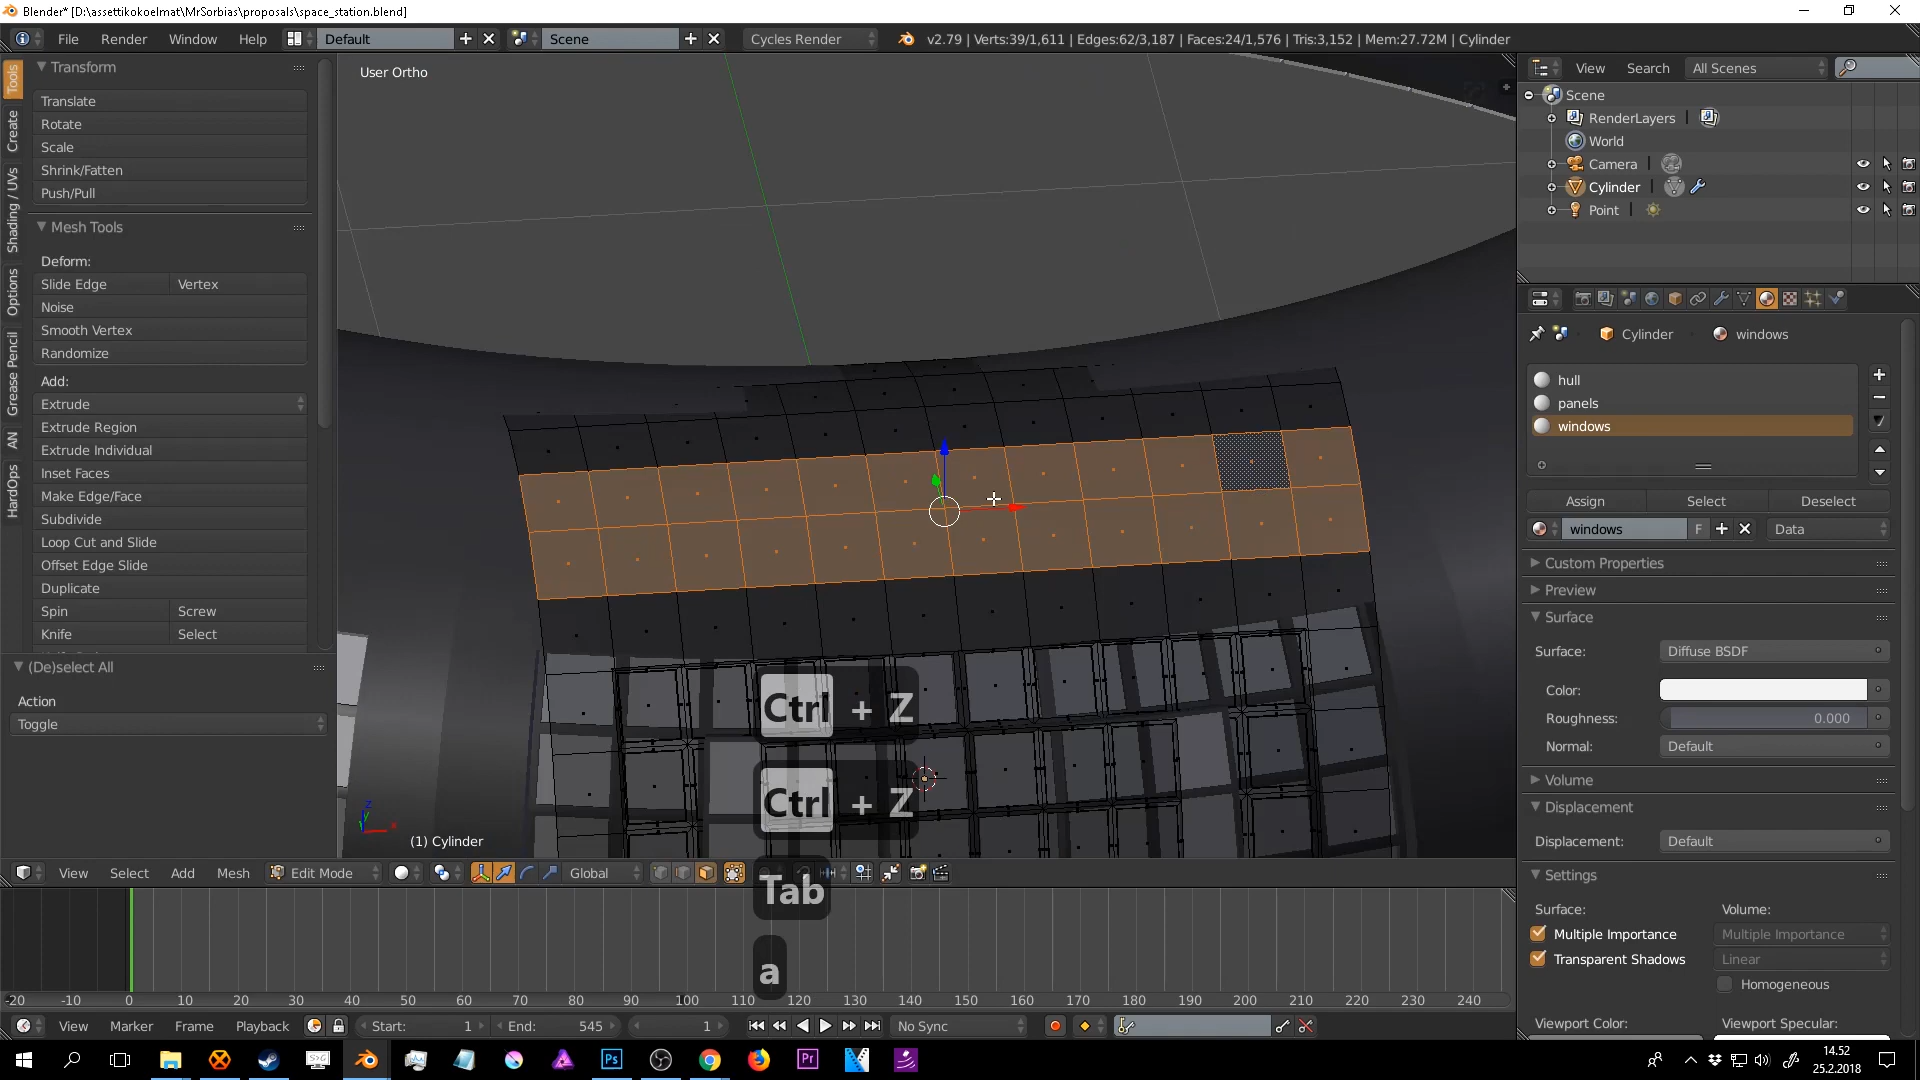 Blender* [D:\assettikokoelmat\MrSorbias\proposals\space_station.blend]
File Render Window Help Default Scene Cycles Render v2.79 | Verts:39/1,611 | Edges:62/3,187 | Faces:24/1,576 | Tris:3,152 | Mem:27.72M | Cylinder
Tools
Create
Shading / UVs
Options
Grease Pencil
AN
HardOps
Transform
Translate
Rotate
Scale
Shrink/Fatten
Push/Pull
Mesh Tools
Deform:
Slide Edge Vertex
Noise
Smooth Vertex
Randomize
Add:
Extrude
Extrude Region
Extrude Individual
Inset Faces
Make Edge/Face
Subdivide
Loop Cut and Slide
Offset Edge Slide
Duplicate
Spin Screw
Knife Select
(De)select All
Action
Toggle
User Ortho
Ctrl + Z
Ctrl + Z
Tab
a
(1) Cylinder
View Select Add Mesh Edit Mode Global
-20 -10 0 10 20 30 40 50 60 70 80 90 100 110 120 130 140 150 160 170 180 190 200 210 220 230 240
View Marker Frame Playback Start: 1 End: 545 1 No Sync
View Search All Scenes
Scene
RenderLayers
World
Camera
Cylinder
Point
Cylinder windows
hull
panels
windows
Assign Select Deselect
windows F Data
Custom Properties
Preview
Surface
Surface: Diffuse BSDF
Color:
Roughness: 0.000
Normal: Default
Volume
Displacement
Displacement: Default
Settings
Surface: Volume:
Multiple Importance Multiple Importance
Transparent Shadows Linear
Homogeneous
Viewport Color: Viewport Specular:
Ps
Pr
14.52
25.2.2018